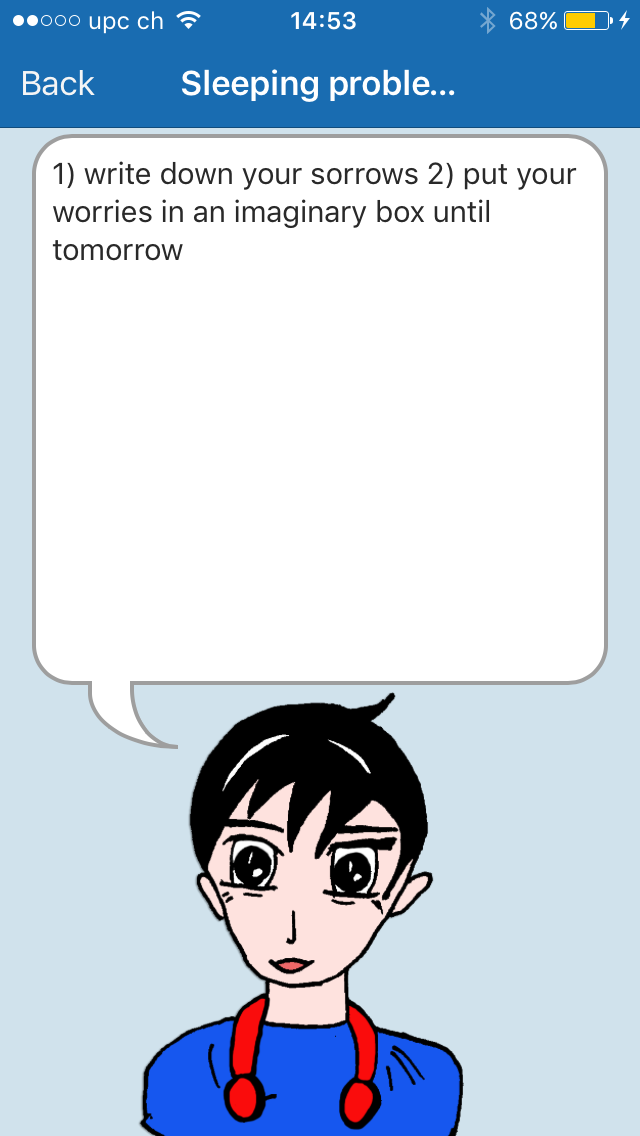 upc ch 14:53 68%
Back Sleeping proble...
1) write down your sorrows 2) put your
worries in an imaginary box until
tomorrow